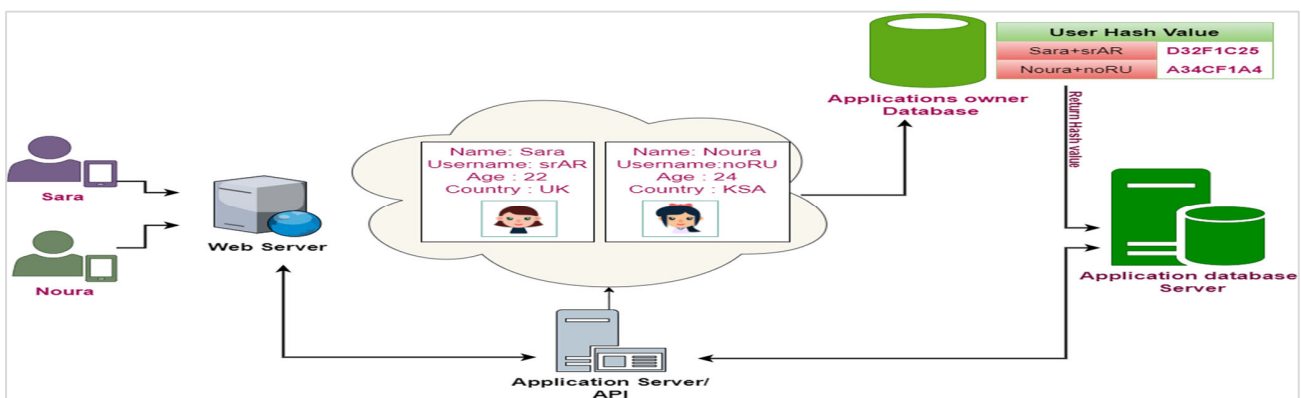 Sara
Noura
Web Server
Name: Sara
Username: srAR
Age : 22
Country : UK
Name: Noura
Username:noRU
Age : 24
Country : KSA
Application Server/
API
Applications owner
Database
User Hash Value
Sara+srAR D32F1C25
Noura+noRU A34CF1A4
Return Hash value
Application database
Server